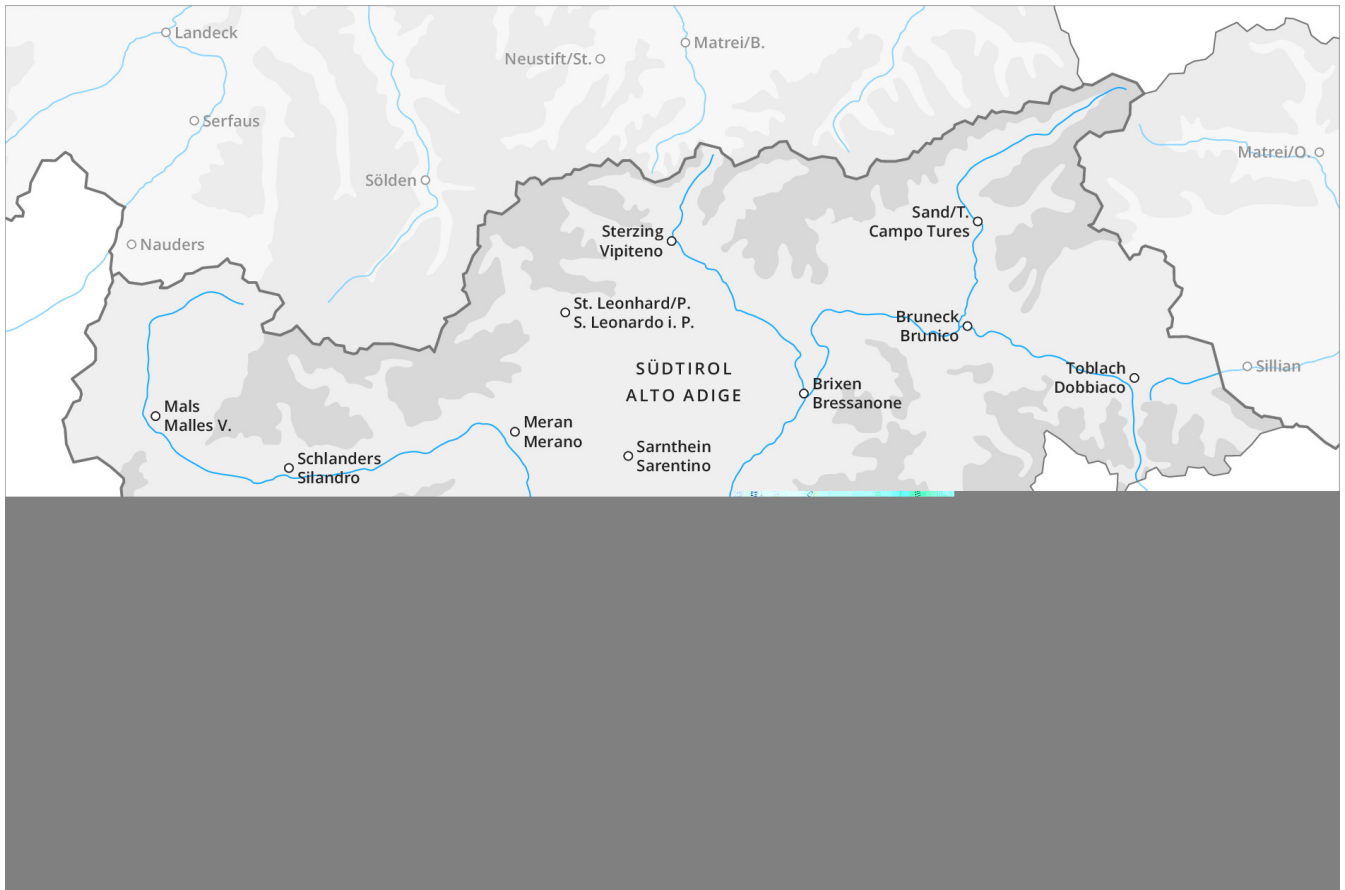 Landeck
Matrei/B.
Neustift/St.
Serfaus
Matrei/O.
Sölden
Sand/T.
Campo Tures
Sterzing
Vipiteno
Nauders
St. Leonhard/P.
S. Leonardo i. P.
Bruneck
Brunico
SÜDTIROL
ALTO ADIGE
Toblach
Dobbiaco
Sillian
Brixen
Bressanone
Mals
Malles V.
Meran
Merano
Sarnthein
Sarentino
Schlanders
Silandro